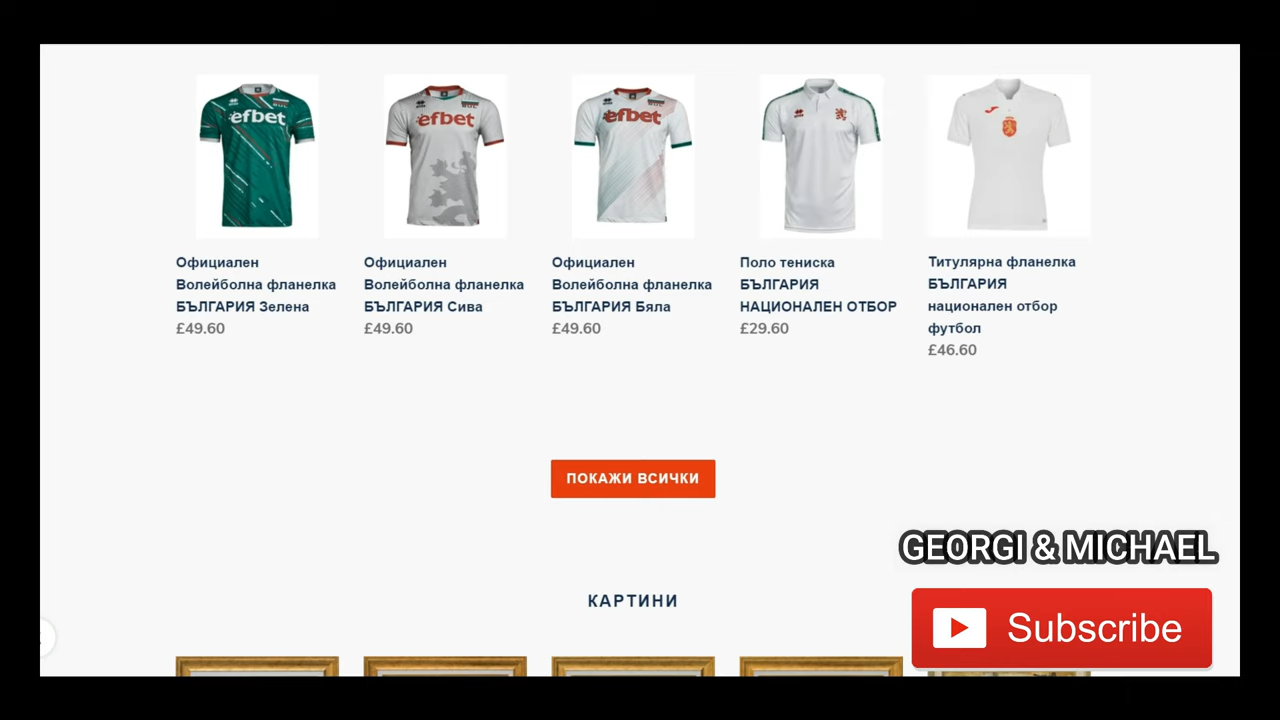 efbet
efbet
efbet
Официален
Волейболна фланелка
БЪЛГАРИЯ Зелена
£49.60
Официален
Волейболна фланелка
БЪЛГАРИЯ Сива
£49.60
Официален
Волейболна фланелка
БЪЛГАРИЯ Бяла
£49.60
Поло тениска
БЪЛГАРИЯ
НАЦИОНАЛЕН ОТБОР
£29.60
Титулярна фланелка
БЪЛГАРИЯ
национален отбор
футбол
£46.60
ПОКАЖИ ВСИЧКИ
GEORGI & MICHAEL
КАРТИНИ
Subscribe